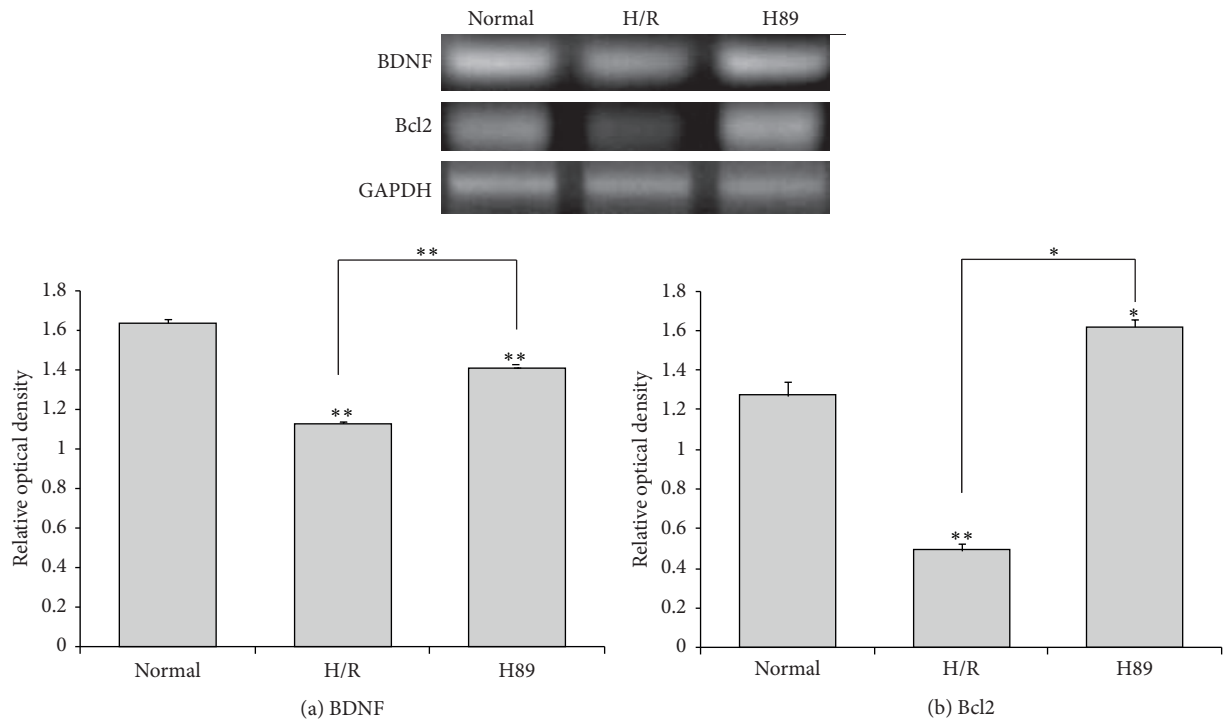 Normal H/R H89
BDNF
Bcl2
GAPDH
**
1.8
1.6
1.4
1.2
1
0.8
0.6
0.4
0.2
0
Relative optical density
**
**
Normal H/R H89
(a) BDNF
*
1.8
1.6
1.4
1.2
1
0.8
0.6
0.4
0.2
0
Relative optical density
**
*
Normal H/R H89
(b) Bcl2